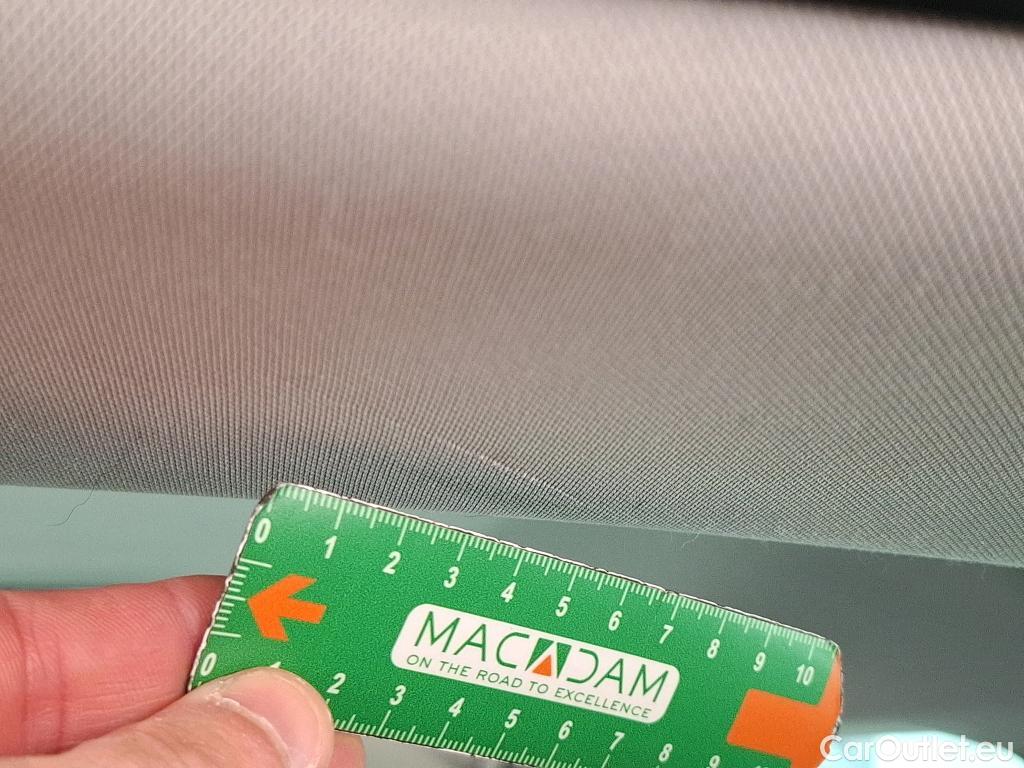 0 1 2 3 4 5 6 7 8 9 10
MACADAM
ON THE ROAD TO EXCELLENCE
0 1 2 3 4 5 6 7 8 9
CarOutlet.eu